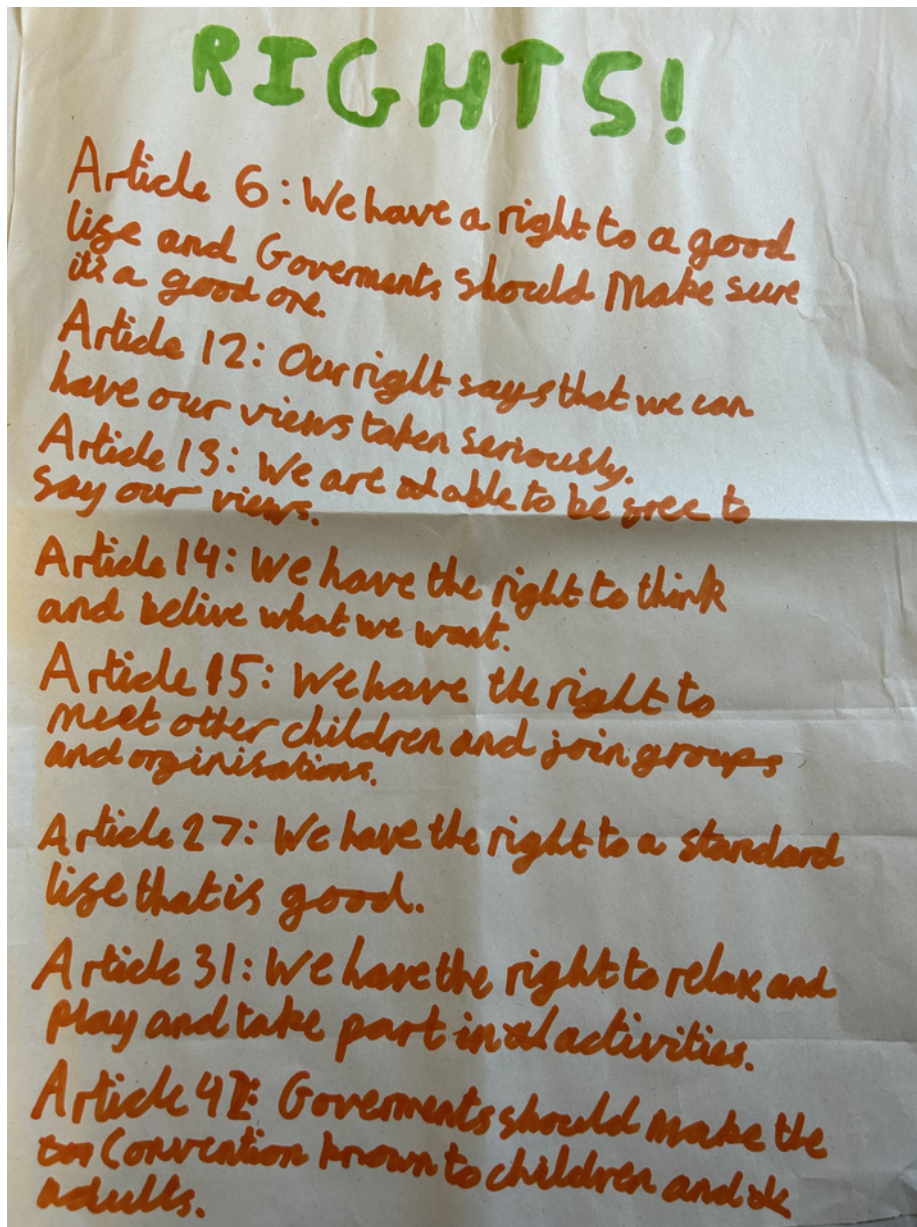 RIGHTS!
Article 6: We have a right to a good
life and Goverments should Make sure
its a good one.
Article 12: Our right says that we can
have our views taken seriously.
Article 13: We are able to be free to
say our views.
Article 14: We have the right to think
and belive what we want.
Article 15: We have the right to
meet other children and join groups
and orginisations.
Article 27: We have the right to a standard
life that is good.
Article 31: We have the right to relax and
play and take part in activities.
Article 42: Goverments should make the
Convention known to children and
adults.